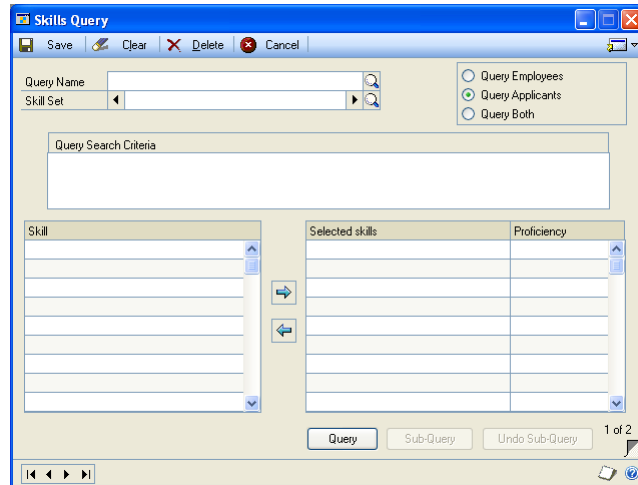 Skills Query
Save Clear Delete Cancel
Query Name
Skill Set
Query Employees
Query Applicants
Query Both
Query Search Criteria
Skill Selected skills Proficiency
Query Sub-Query Undo Sub-Query 1 of 2